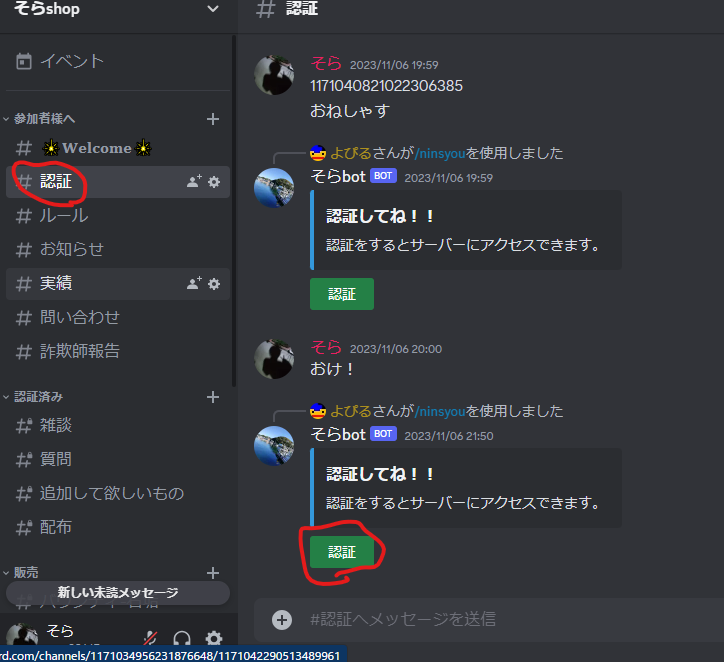 そらshop
イベント
参加者様へ
Welcome
認証
ルール
お知らせ
実績
問い合わせ
詐欺師報告
認証済み
雑談
質問
追加して欲しいもの
配布
販売
新しい未読メッセージ
そら
rd.com/channels/1171034956231876648/1171042290513489961
# 認証
そら 2023/11/06 19:59
1171040821022306385
おねしゃす
よぴるさんが/ninsyouを使用しました
そらbot BOT 2023/11/06 19:59
認証してね！！
認証をするとサーバーにアクセスできます。
認証
そら 2023/11/06 20:00
おけ！
よぴるさんが/ninsyouを使用しました
そらbot BOT 2023/11/06 21:50
認証してね！！
認証をするとサーバーにアクセスできます。
認証
#認証へメッセージを送信